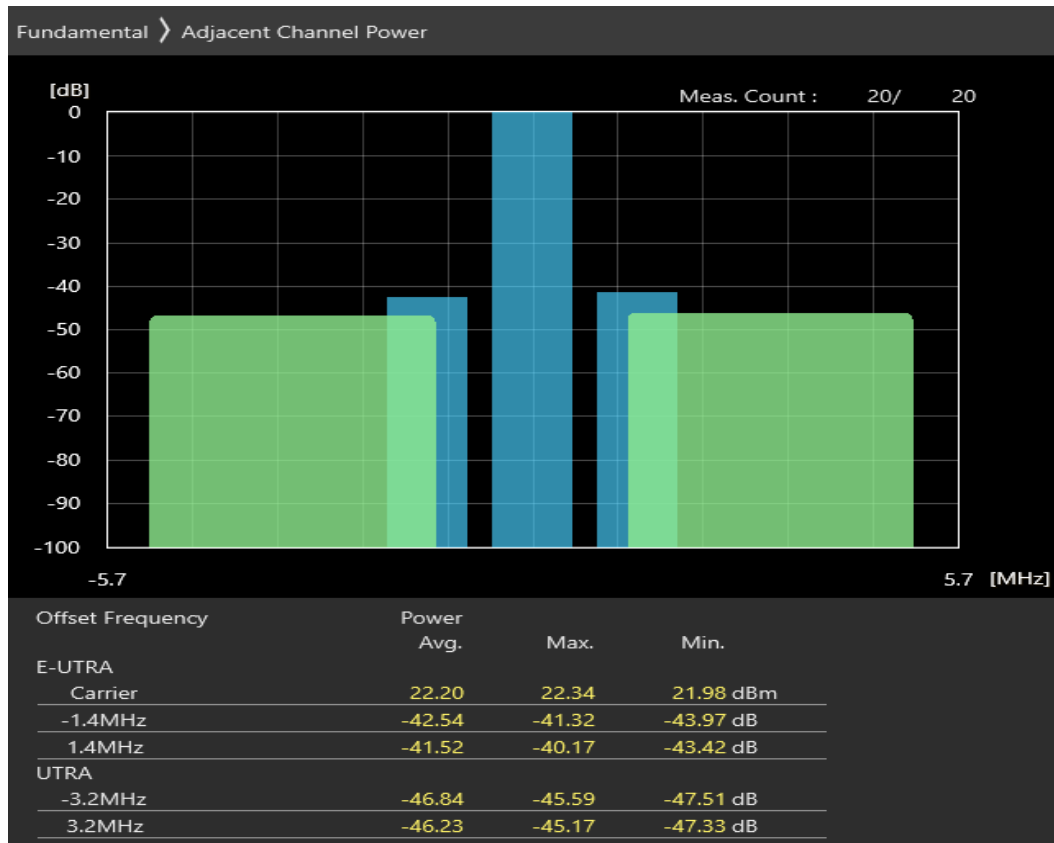 Fundamental 〉 Adjacent Channel Power
[dB]
Meas. Count : 20/ 20
0
-10
-20
-30
-40
-50
-60
-70
-80
-90
-100
-5.7 5.7 [MHz]
Offset Frequency Power
Avg. Max. Min.
E-UTRA
Carrier 22.20 22.34 21.98 dBm
-1.4MHz -42.54 -41.32 -43.97 dB
1.4MHz -41.52 -40.17 -43.42 dB
UTRA
-3.2MHz -46.84 -45.59 -47.51 dB
3.2MHz -46.23 -45.17 -47.33 dB